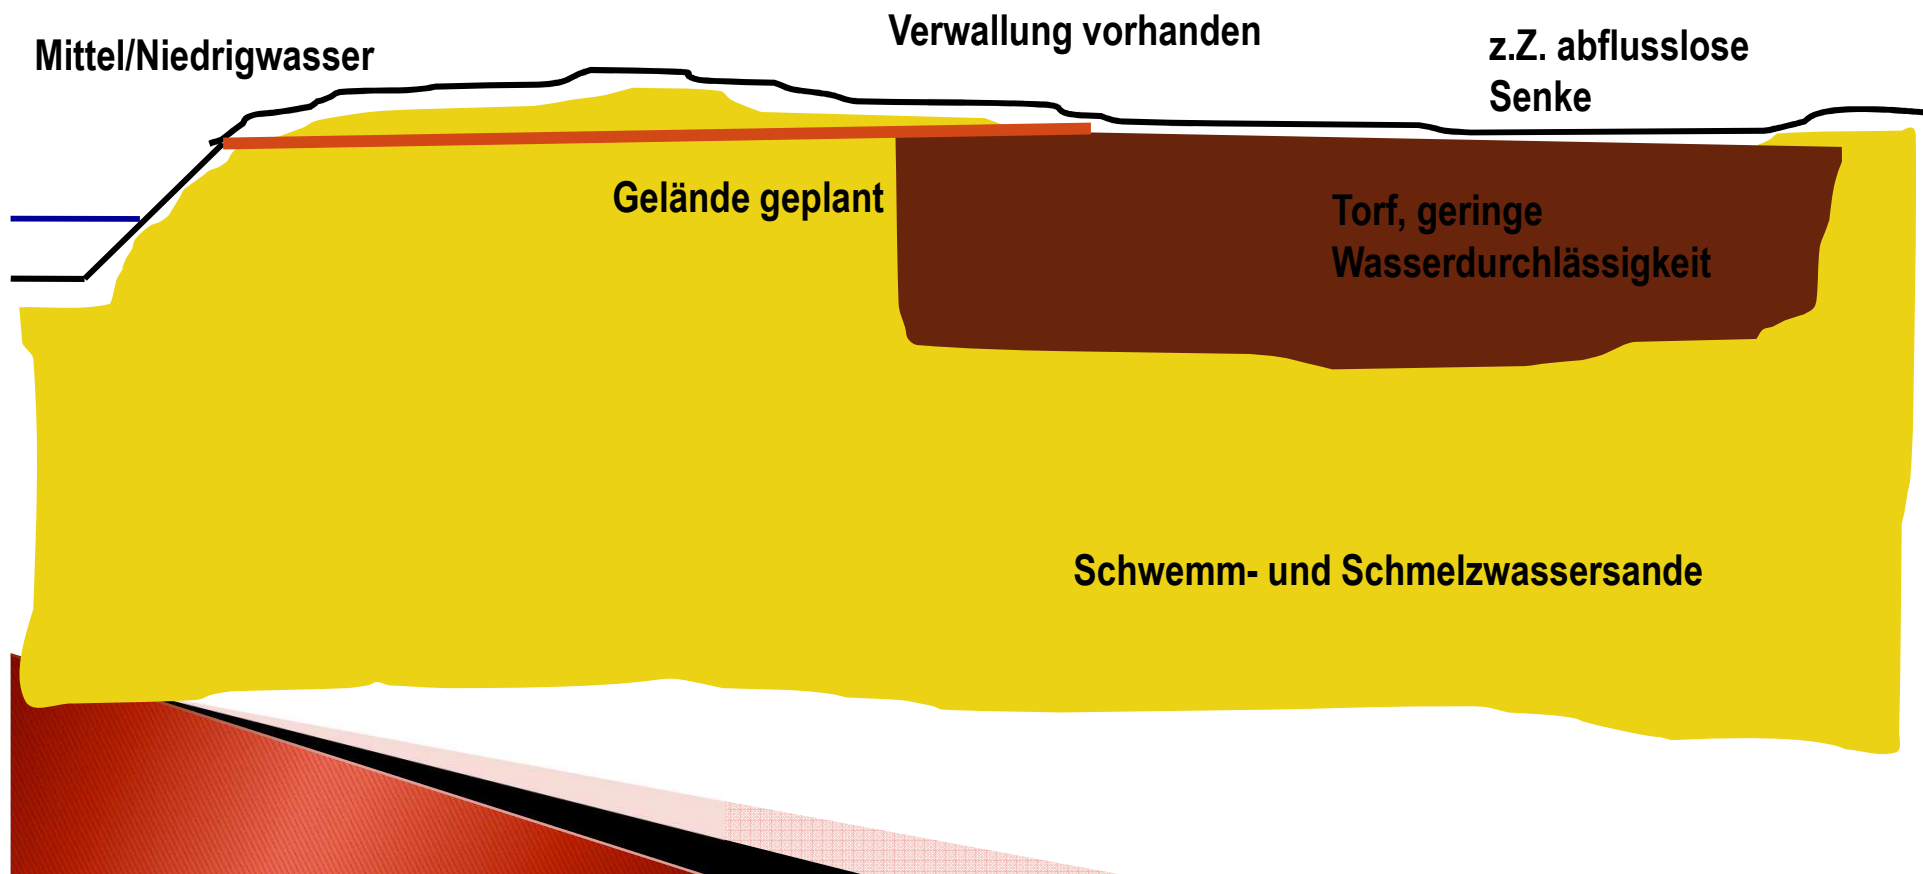 Mittel/Niedrigwasser
Verwallung vorhanden
z.Z. abflusslose
Senke
Gelände geplant
Torf, geringe
Wasserdurchlässigkeit
Schwemm- und Schmelzwassersande